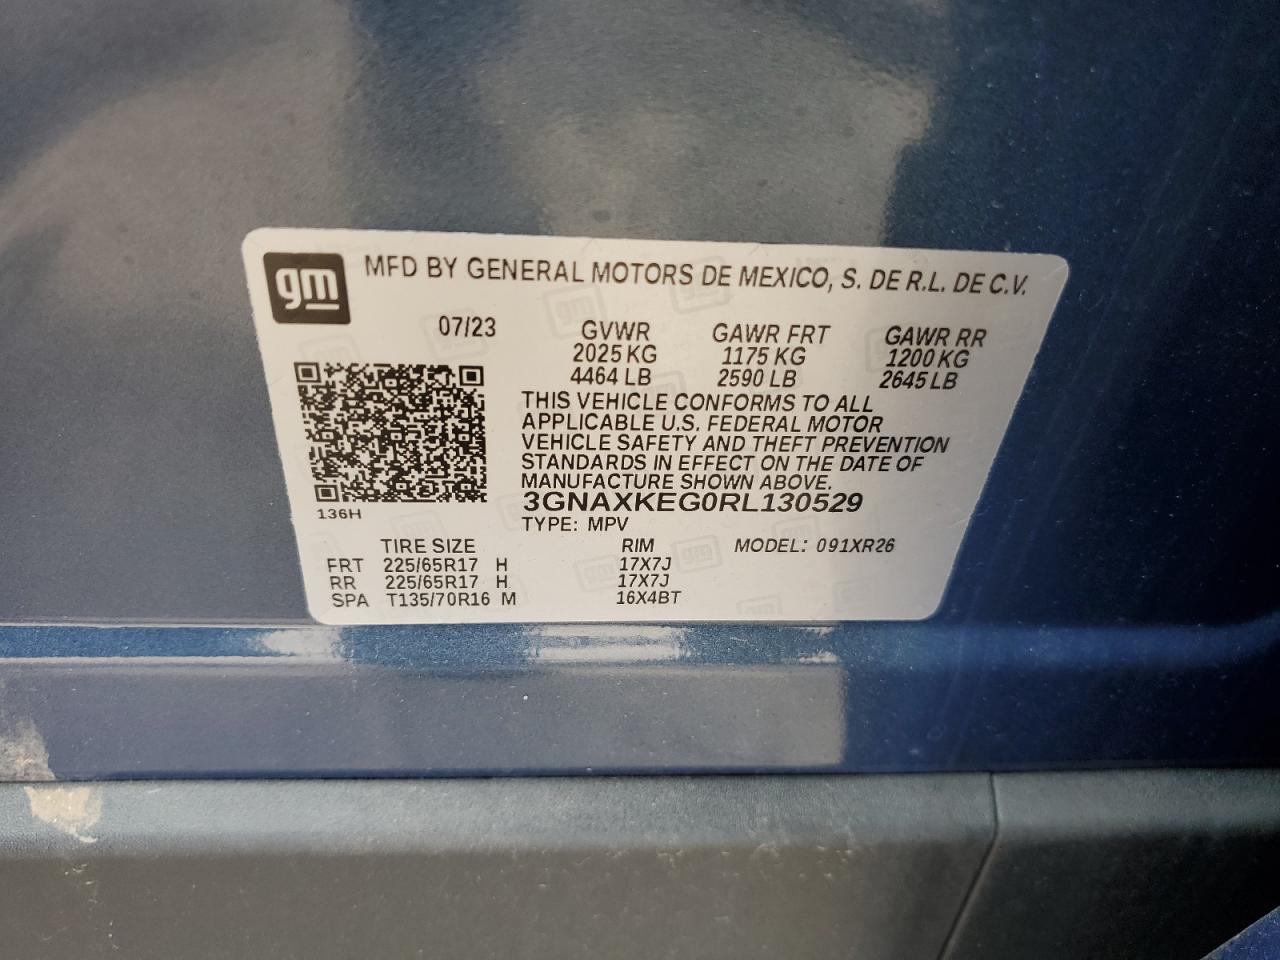 gm MFD BY GENERAL MOTORS DE MEXICO, S. DE R.L. DE C.V.
07/23 GVWR GAWR FRT GAWR RR
2025 KG 1175 KG 1200 KG
4464 LB 2590 LB 2645 LB
THIS VEHICLE CONFORMS TO ALL
APPLICABLE U.S. FEDERAL MOTOR
VEHICLE SAFETY AND THEFT PREVENTION
STANDARDS IN EFFECT ON THE DATE OF
MANUFACTURE SHOWN ABOVE.
3GNAXKEG0RL130529
136H
TYPE: MPV
TIRE SIZE RIM MODEL: 091XR26
FRT 225/65R17 H 17X7J
RR 225/65R17 H 17X7J
SPA T135/70R16 M 16X4BT